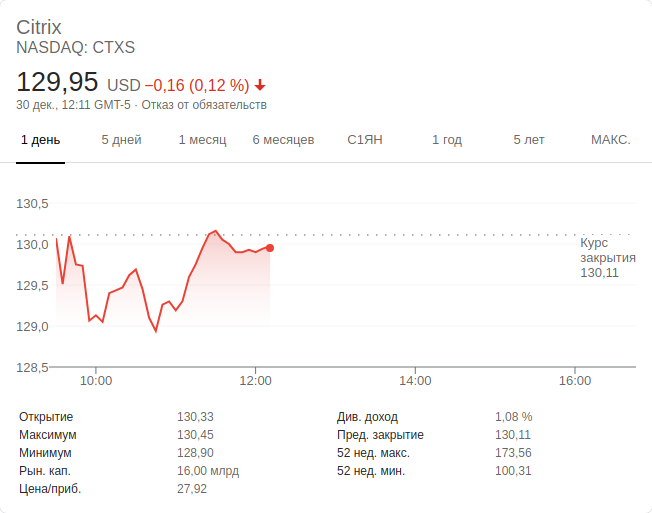 Citrix
NASDAQ: CTXS
129,95 USD −0,16 (0,12 %)
30 дек., 12:11 GMT-5 · Отказ от обязательств
1 день 5 дней 1 месяц 6 месяцев С1ЯН 1 год 5 лет МАКС.
130,5
130,0
129,5
129,0
128,5
Курс
закрытия
130,11
10:00 12:00 14:00 16:00
Открытие 130,33
Максимум 130,45
Минимум 128,90
Рын. кап. 16,00 млрд
Цена/приб. 27,92
Див. доход 1,08 %
Пред. закрытие 130,11
52 нед. макс. 173,56
52 нед. мин. 100,31